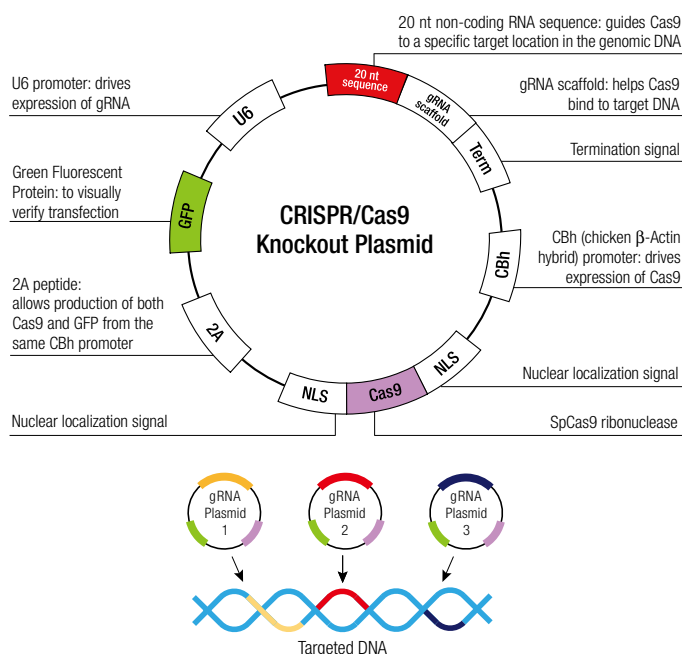 20 nt non-coding RNA sequence: guides Cas9
to a specific target location in the genomic DNA
U6 promoter: drives
expression of gRNA
gRNA scaffold: helps Cas9
bind to target DNA
Termination signal
Green Fluorescent
Protein: to visually
verify transfection
CBh (chicken β-Actin
hybrid) promoter: drives
expression of Cas9
2A peptide:
allows production of both
Cas9 and GFP from the
same CBh promoter
Nuclear localization signal
Nuclear localization signal
SpCas9 ribonuclease
CRISPR/Cas9
Knockout Plasmid
20 nt
sequence
gRNA
scaffold
Term
CBh
NLS
Cas9
NLS
2A
GFP
U6
gRNA
Plasmid
1
gRNA
Plasmid
2
gRNA
Plasmid
3
Targeted DNA